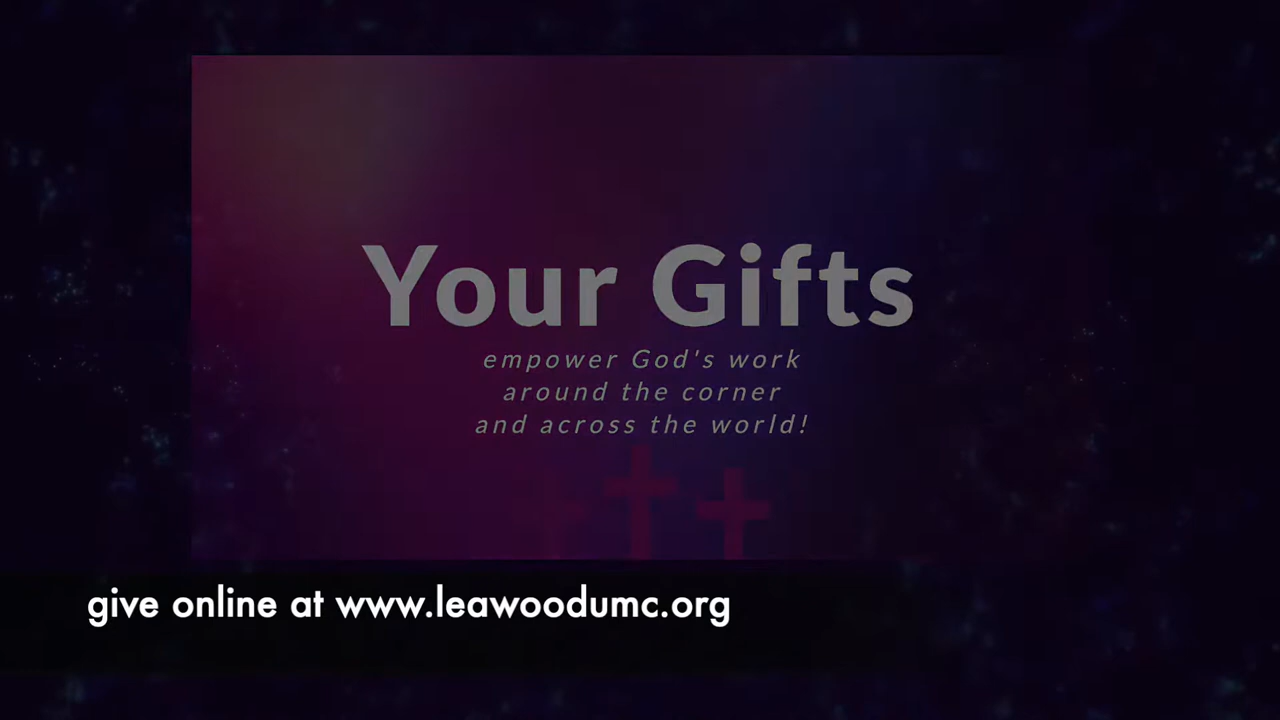 Your Gifts
empower God's work
around the corner
and across the world!
give online at www.leawoodumc.org